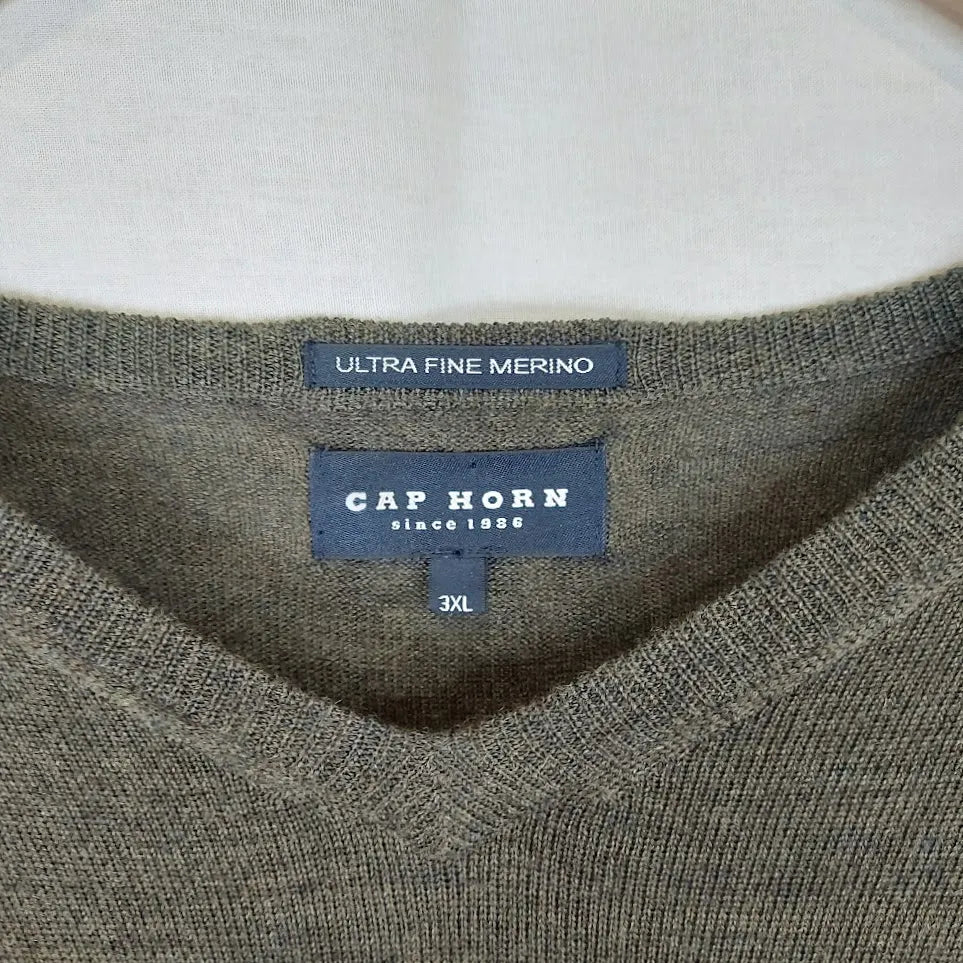 ULTRA FINE MERINO
CAP HORN
since 1986
3XL